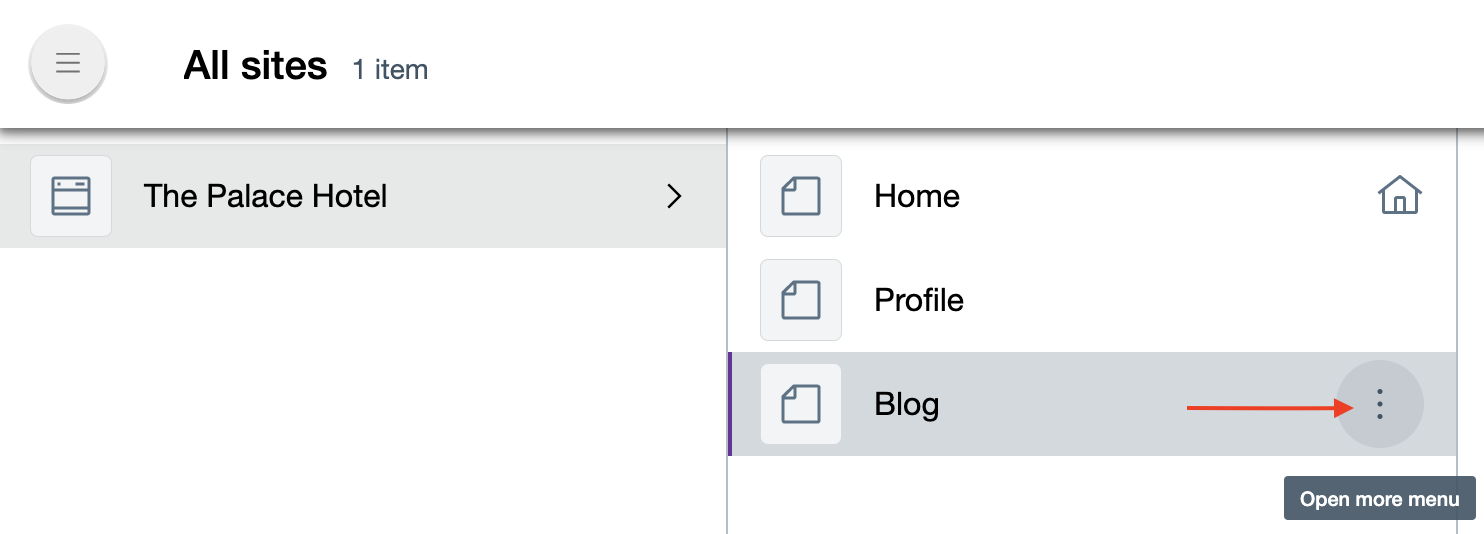 All sites 1 item
The Palace Hotel
Home
Profile
Blog
Open more menu